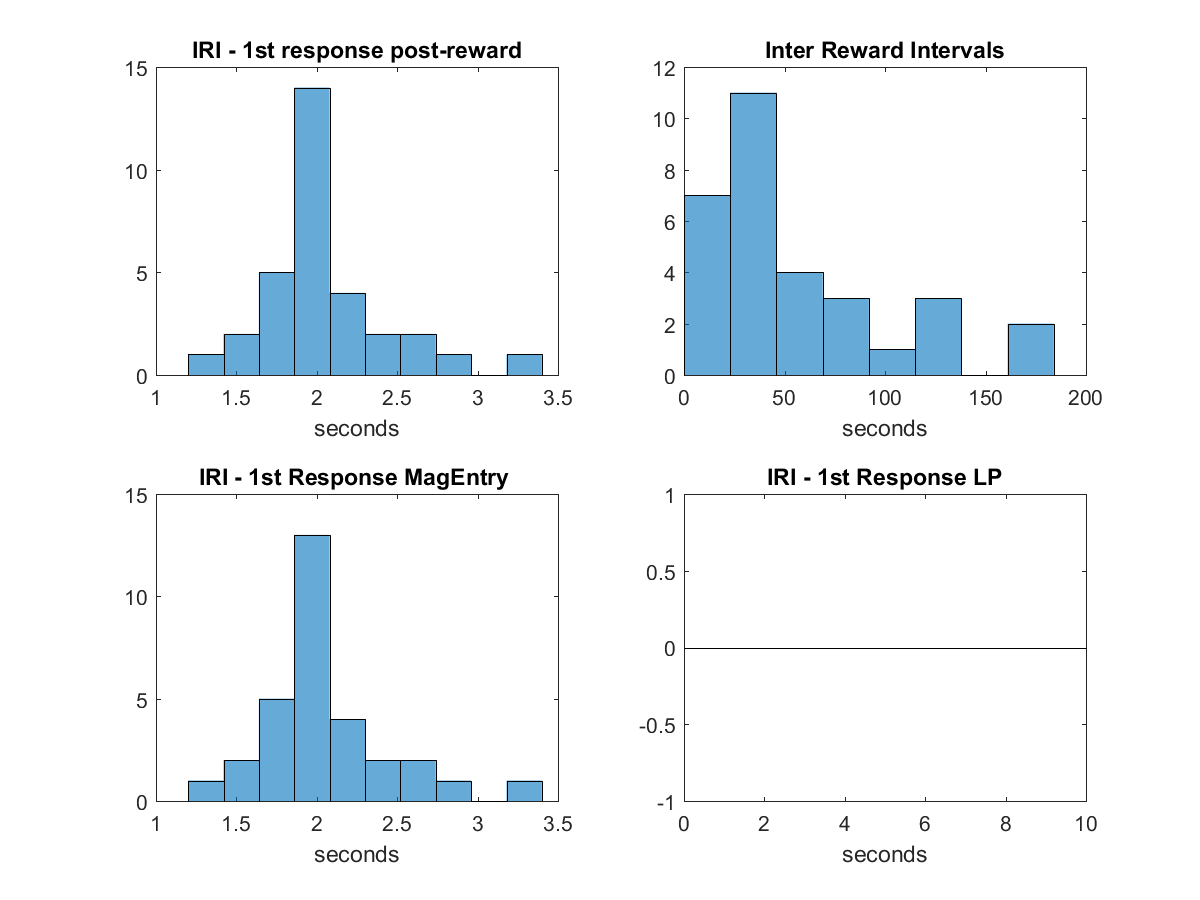 IRI - 1st response post-reward
15
10
5
0
1 1.5 2 2.5 3 3.5
seconds
Inter Reward Intervals
12
10
8
6
4
2
0
0 50 100 150 200
seconds
IRI - 1st Response MagEntry
15
10
5
0
1 1.5 2 2.5 3 3.5
seconds
IRI - 1st Response LP
1
0.5
0
-0.5
-1
0 2 4 6 8 10
seconds